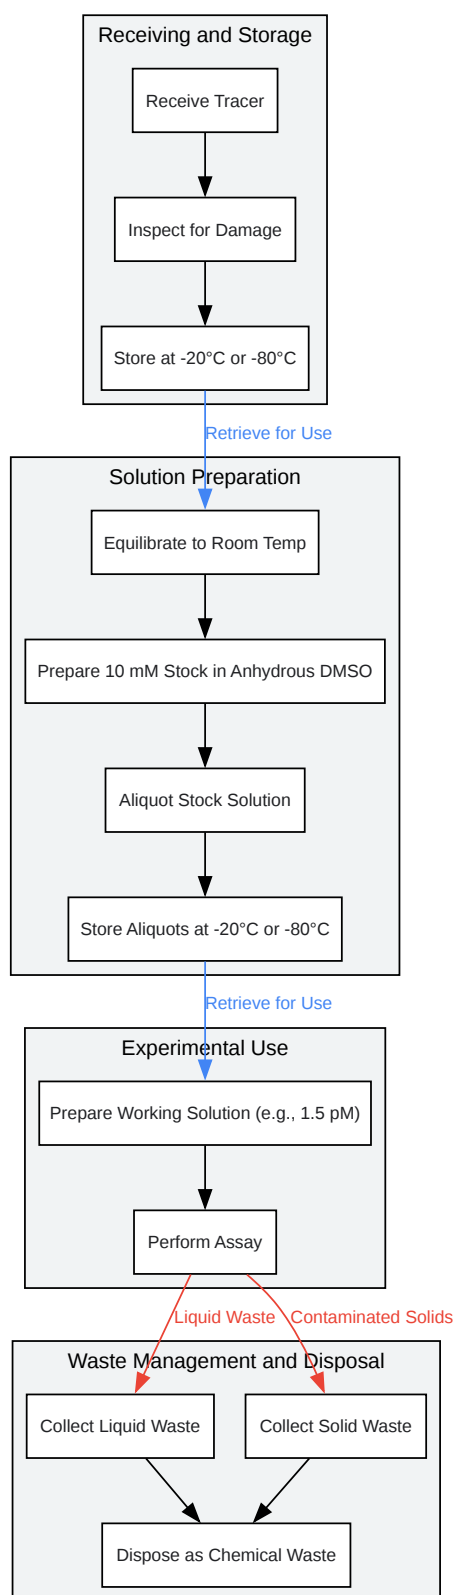 Receiving and Storage
Receive Tracer
Inspect for Damage
Store at -20°C or -80°C
Retrieve for Use
Solution Preparation
Equilibrate to Room Temp
Prepare 10 mM Stock in Anhydrous DMSO
Aliquot Stock Solution
Store Aliquots at -20°C or -80°C
Retrieve for Use
Experimental Use
Prepare Working Solution (e.g., 1.5 pM)
Perform Assay
Liquid Waste
Contaminated Solids
Waste Management and Disposal
Collect Liquid Waste
Collect Solid Waste
Dispose as Chemical Waste